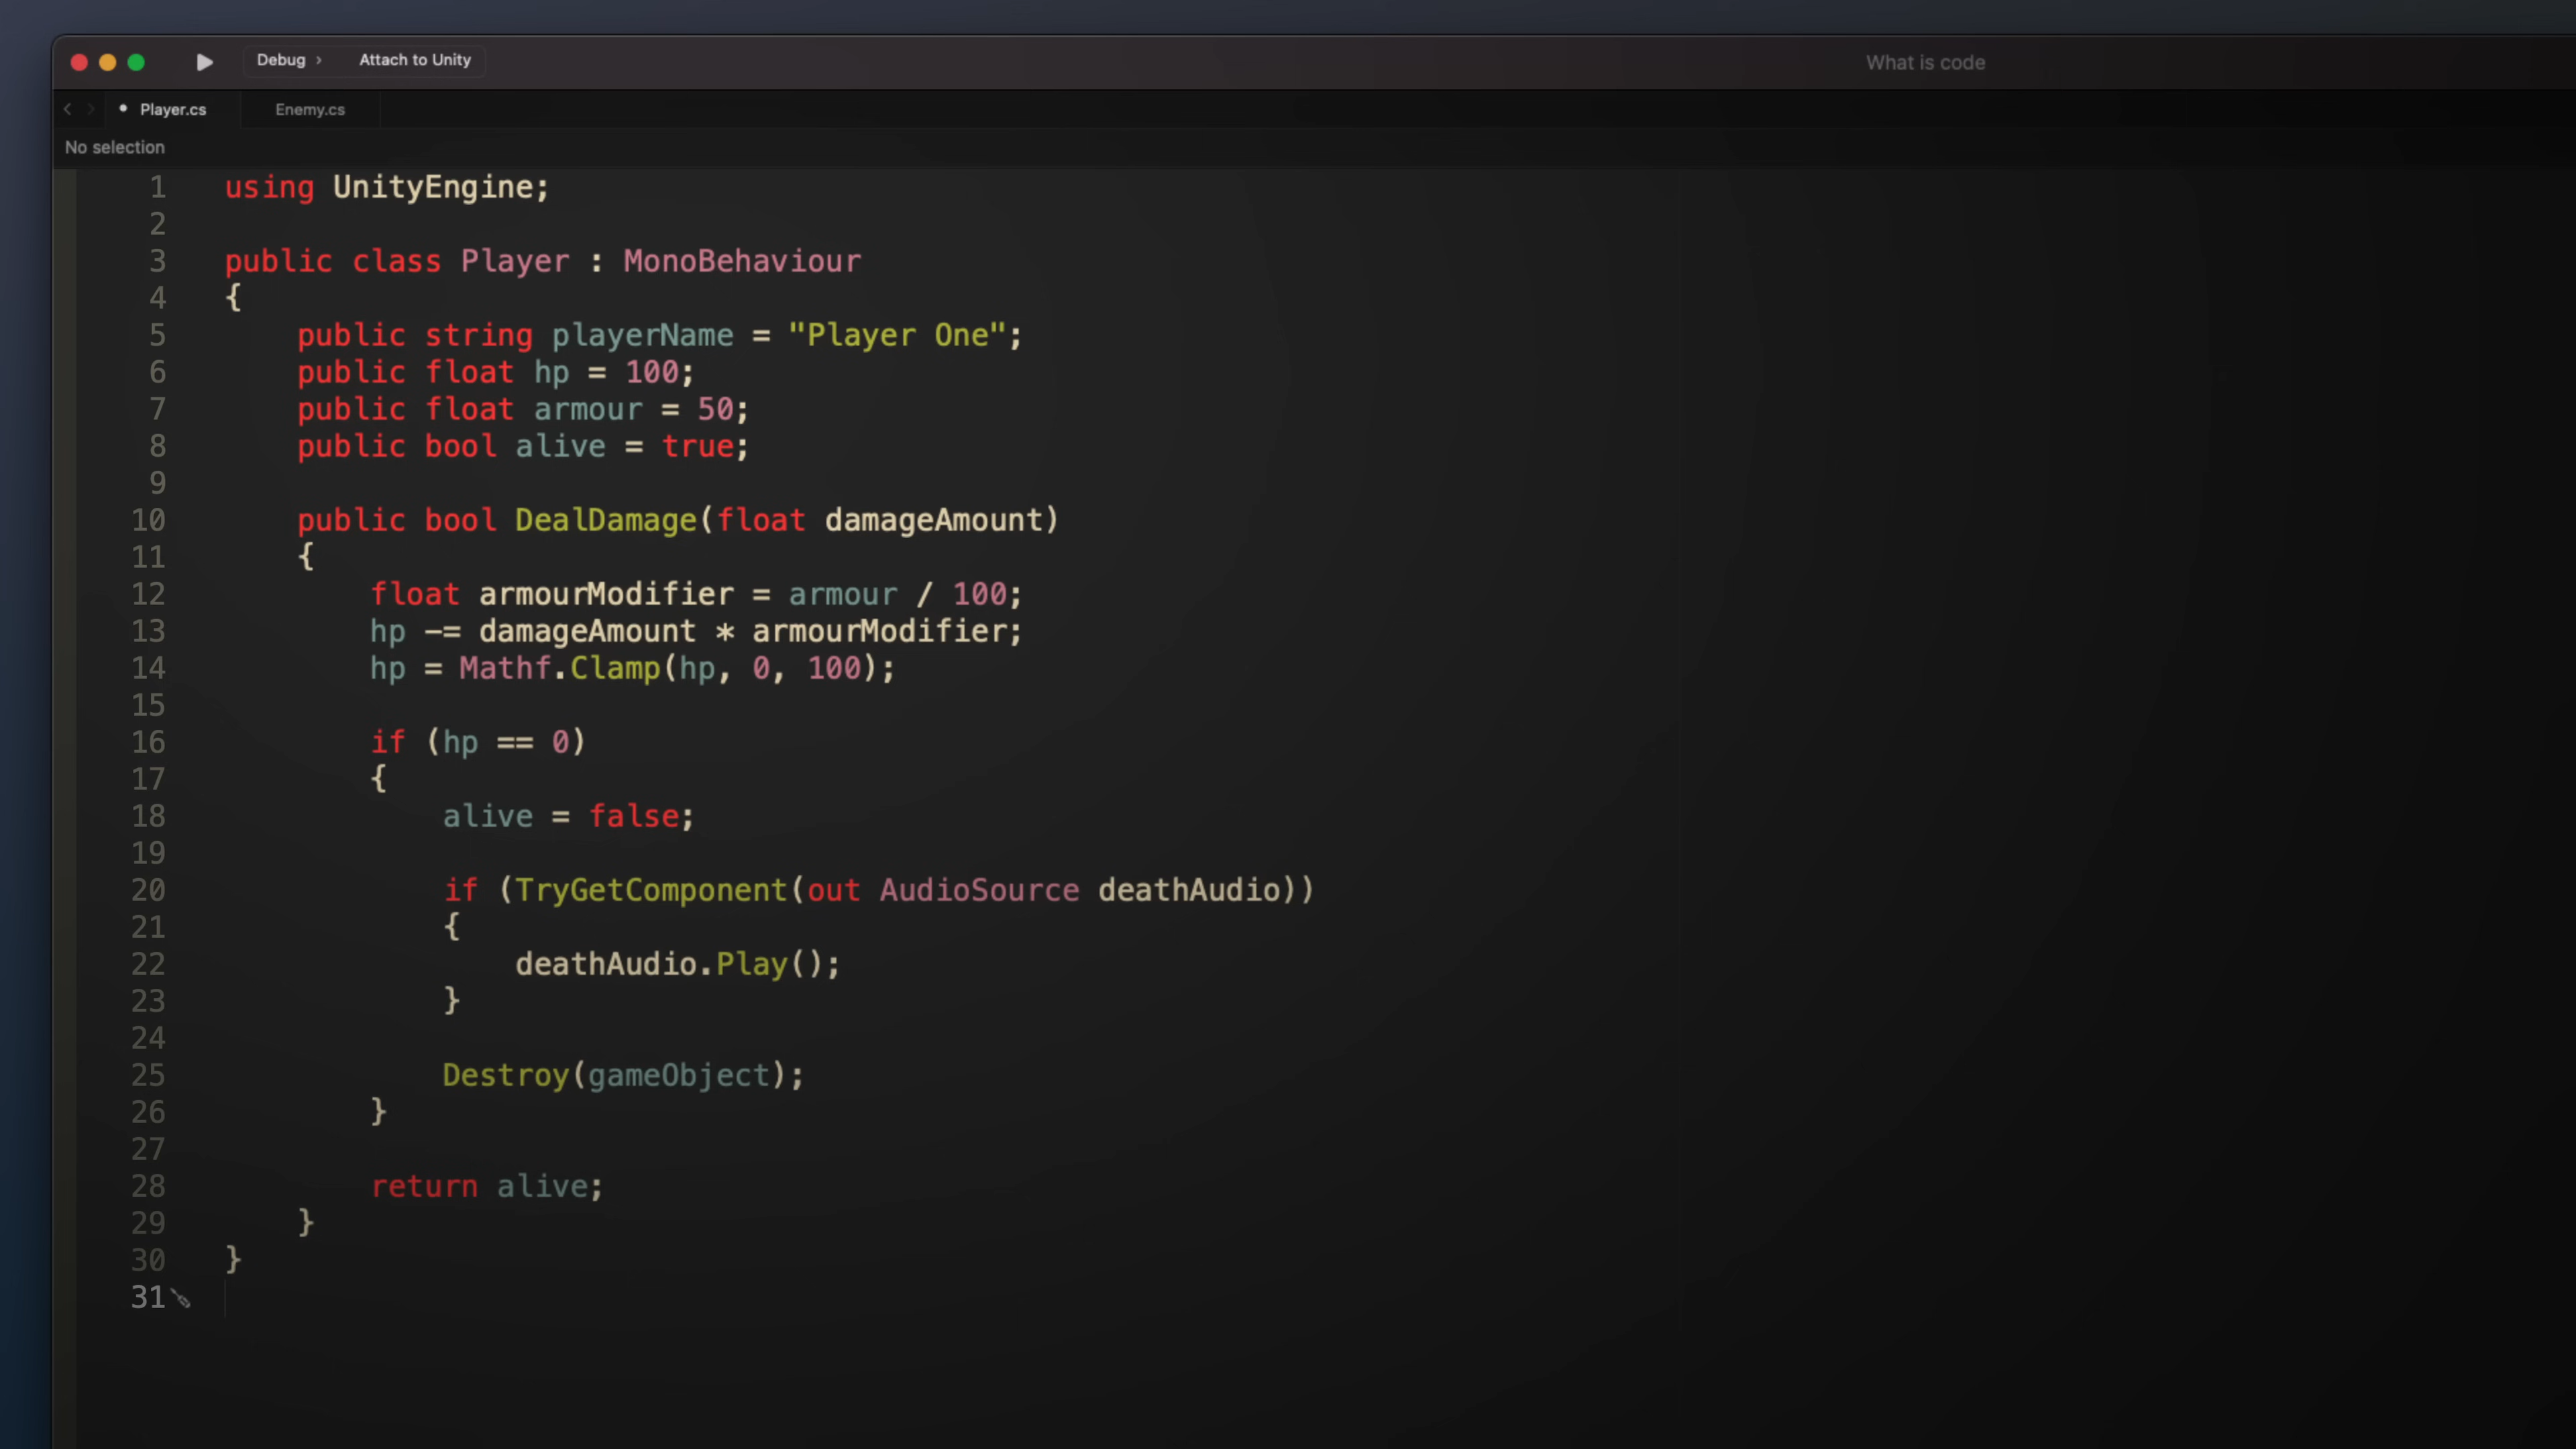 Debug › Attach to Unity
What is code
Player.cs Enemy.cs
No selection
1 using UnityEngine;
2
3 public class Player : MonoBehaviour
4 {
5 public string playerName = "Player One";
6 public float hp = 100;
7 public float armour = 50;
8 public bool alive = true;
9
10 public bool DealDamage(float damageAmount)
11 {
12 float armourModifier = armour / 100;
13 hp -= damageAmount * armourModifier;
14 hp = Mathf.Clamp(hp, 0, 100);
15
16 if (hp == 0)
17 {
18 alive = false;
19
20 if (TryGetComponent(out AudioSource deathAudio))
21 {
22 deathAudio.Play();
23 }
24
25 Destroy(gameObject);
26 }
27
28 return alive;
29 }
30 }
31